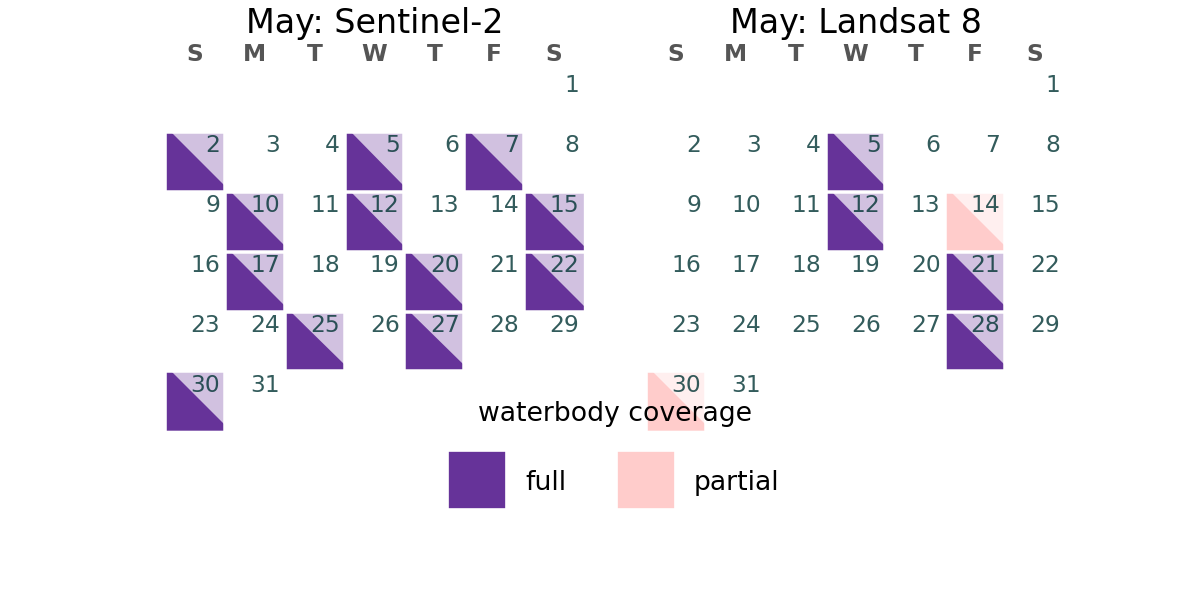 May: Sentinel-2
S M T W T F S
1
2 3 4 5 6 7 8
9 10 11 12 13 14 15
16 17 18 19 20 21 22
23 24 25 26 27 28 29
30 31
May: Landsat 8
S M T W T F S
1
2 3 4 5 6 7 8
9 10 11 12 13 14 15
16 17 18 19 20 21 22
23 24 25 26 27 28 29
30 31
waterbody coverage
full
partial